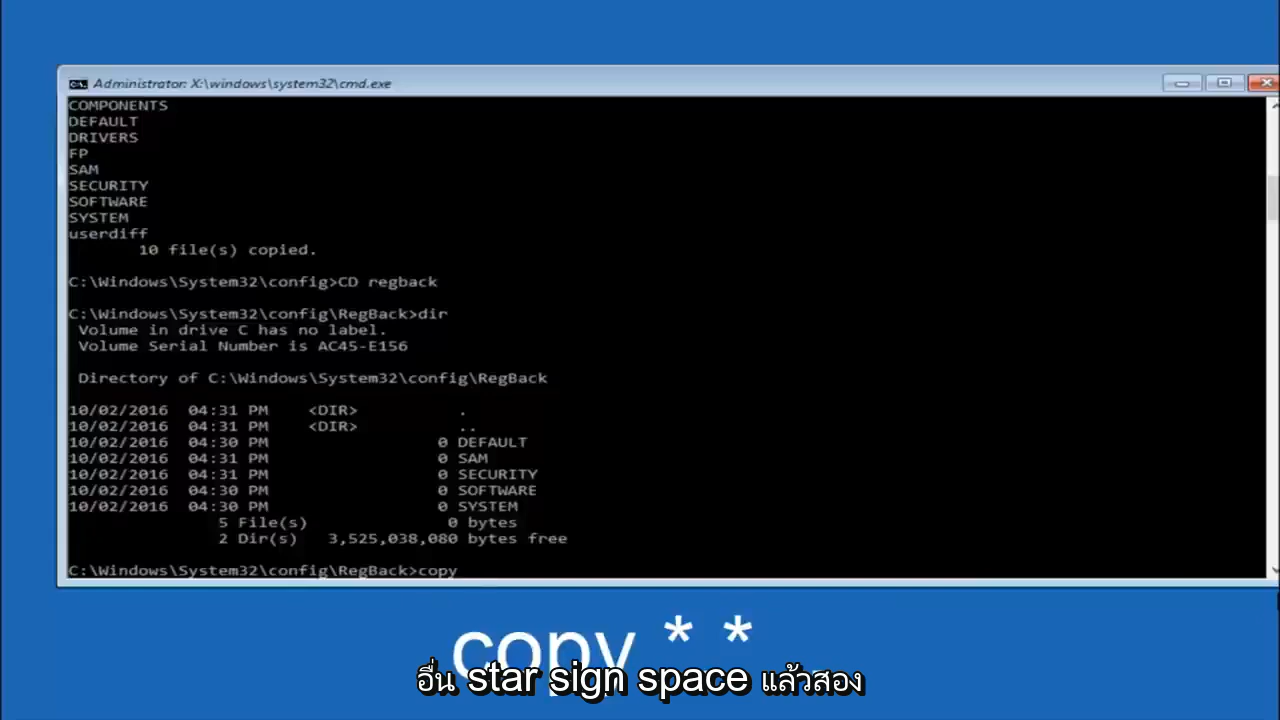 Administrator: X:\windows\system32\cmd.exe
COMPONENTS
DEFAULT
DRIVERS
FP
SAM
SECURITY
SOFTWARE
SYSTEM
userdiff
10 file(s) copied.
C:\Windows\System32\config>CD regback
C:\Windows\System32\config\RegBack>dir
Volume in drive C has no label.
Volume Serial Number is AC45-E156
Directory of C:\Windows\System32\config\RegBack
10/02/2016 04:31 PM <DIR> .
10/02/2016 04:31 PM <DIR> ..
10/02/2016 04:30 PM 0 DEFAULT
10/02/2016 04:31 PM 0 SAM
10/02/2016 04:31 PM 0 SECURITY
10/02/2016 04:30 PM 0 SOFTWARE
10/02/2016 04:30 PM 0 SYSTEM
5 File(s) 0 bytes
2 Dir(s) 3,525,038,080 bytes free
C:\Windows\System32\config\RegBack>copy
copy * *
อื่น star sign space แล้วสอง